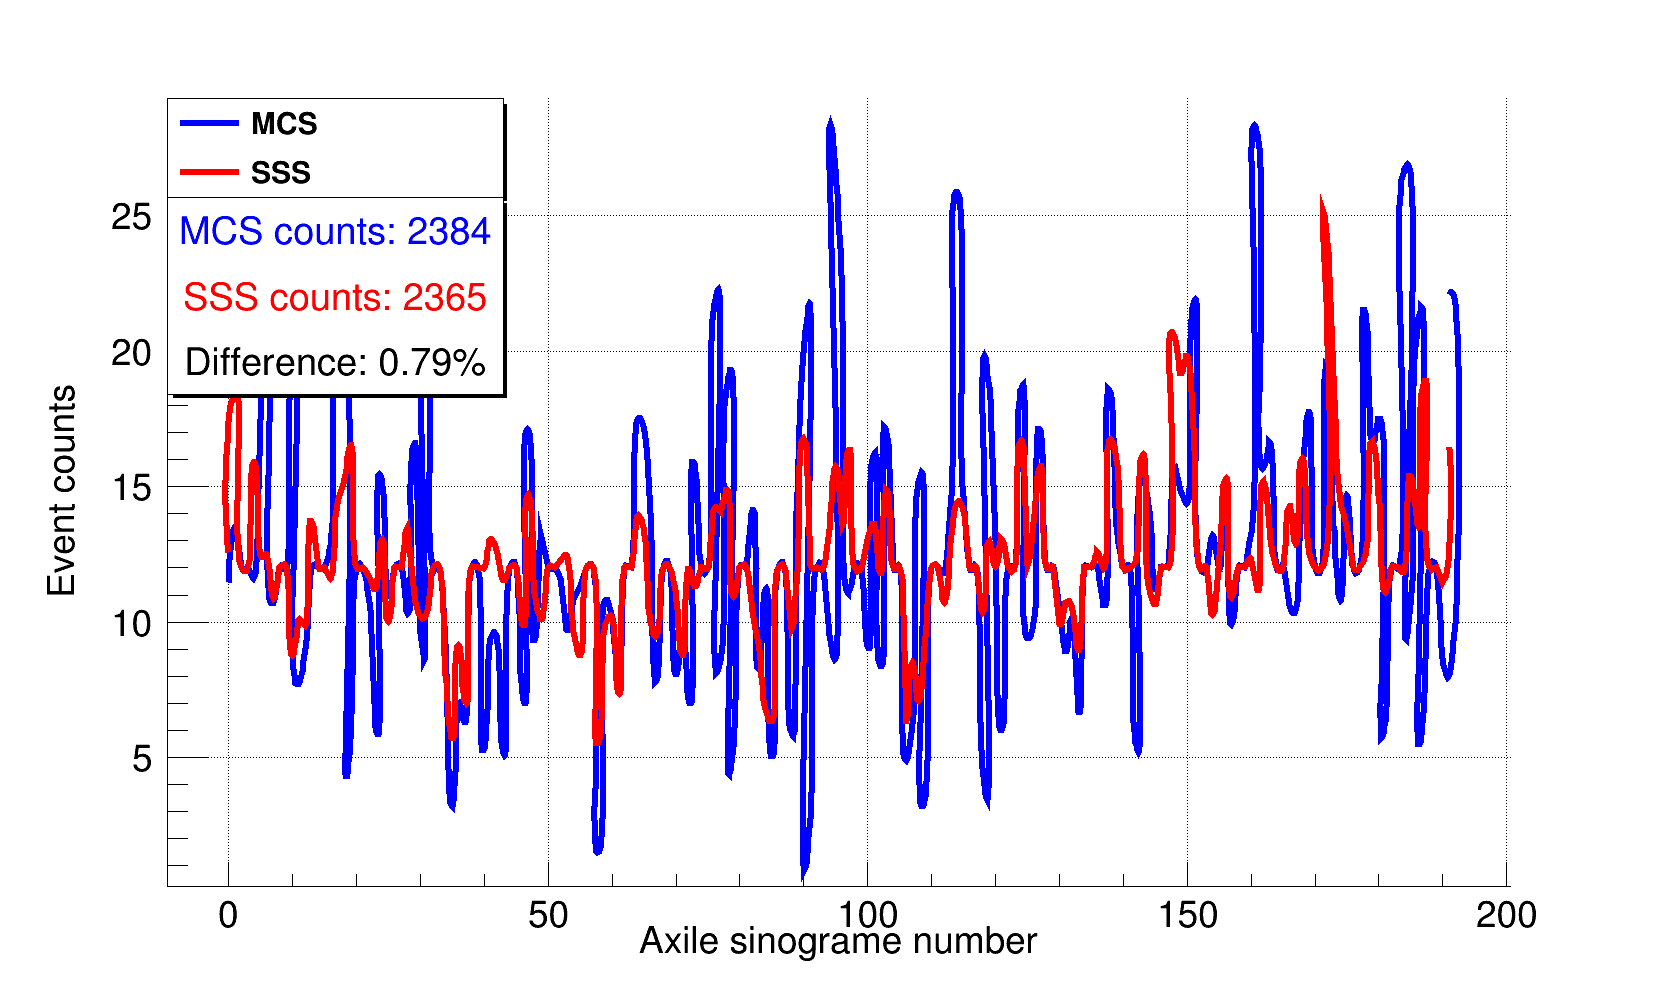 MCS
SSS
MCS counts: 2384
SSS counts: 2365
Difference: 0.79%
Event counts
25
20
15
10
5
0
50
100
150
200
Axile sinograme number